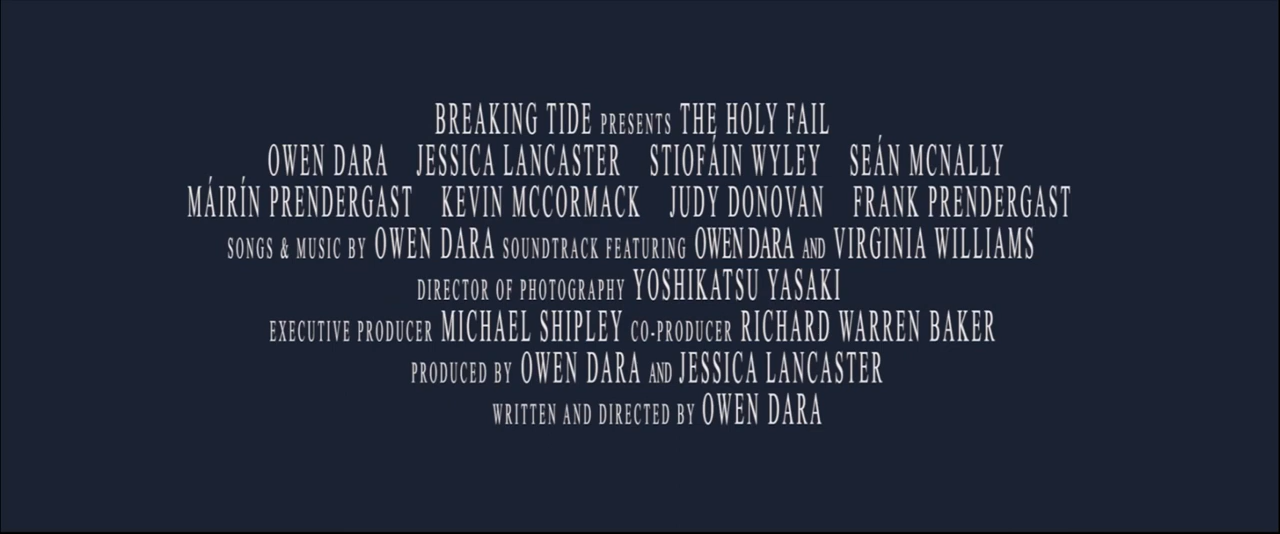 BREAKING TIDE PRESENTS THE HOLY FAIL
OWEN DARA JESSICA LANCASTER STIOFÁIN WYLEY SEÁN MCNALLY
MÁIRÍN PRENDERGAST KEVIN MCCORMACK JUDY DONOVAN FRANK PRENDERGAST
SONGS & MUSIC BY OWEN DARA SOUNDTRACK FEATURING OWEN DARA AND VIRGINIA WILLIAMS
DIRECTOR OF PHOTOGRAPHY YOSHIKATSU YASAKI
EXECUTIVE PRODUCER MICHAEL SHIPLEY CO-PRODUCER RICHARD WARREN BAKER
PRODUCED BY OWEN DARA AND JESSICA LANCASTER
WRITTEN AND DIRECTED BY OWEN DARA